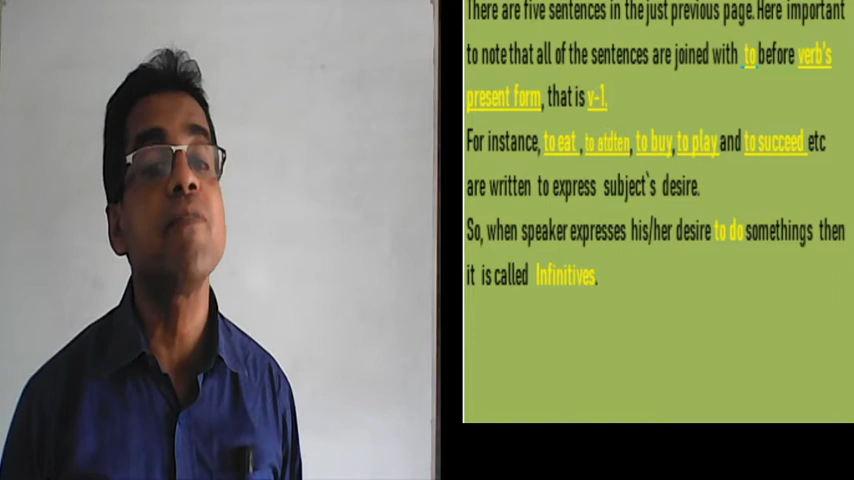 There are five sentences in the just previous page. Here important
to note that all of the sentences are joined with to before verb's
present form, that is v-1.
For instance, to eat , to atdten, to buy, to play and to succeed etc
are written to express subject`s desire.
So, when speaker expresses his/her desire to do somethings then
it is called Infinitives.